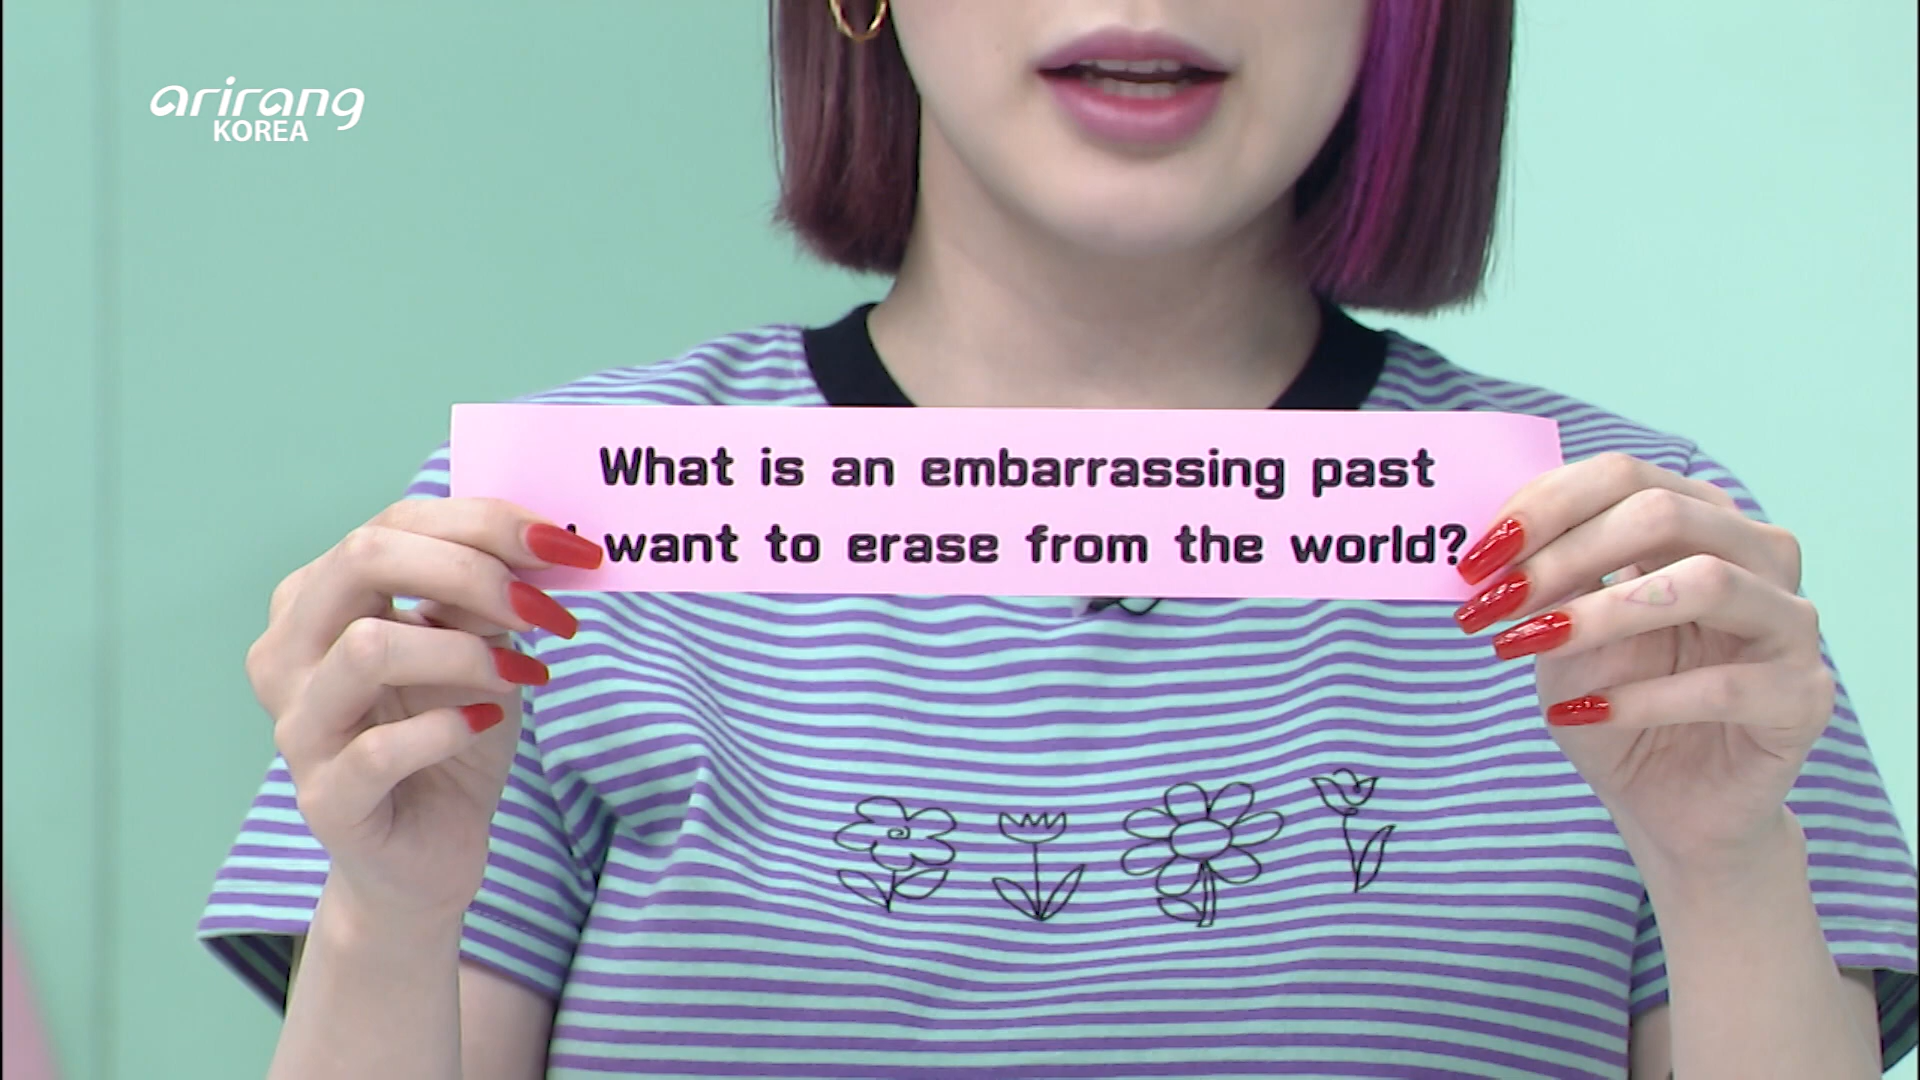 arirang
KOREA
What is an embarrassing past
want to erase from the world?